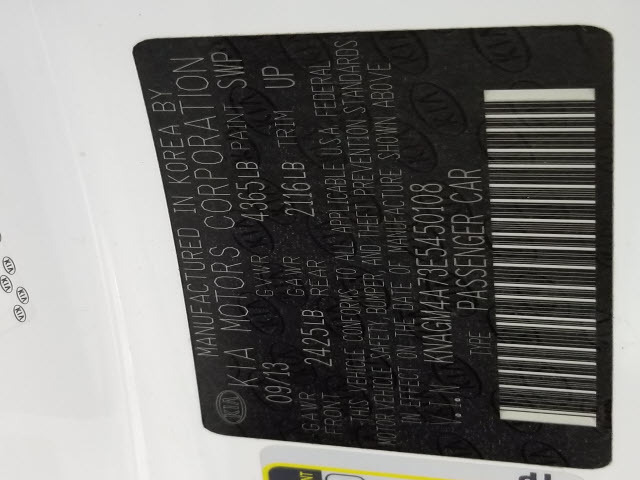 MANUFACTURED IN KOREA BY
KIA MOTORS CORPORATION
09/13 GVWR 4365LB PAINT SWP
GAWR FRONT 2425LB GAWR REAR 2116LB TRIM UP
THIS VEHICLE CONFORMS TO ALL APPLICABLE U.S.A. FEDERAL
MOTOR VEHICLE SAFETY, BUMPER, AND THEFT PREVENTION STANDARDS
IN EFFECT ON THE DATE OF MANUFACTURE SHOWN ABOVE.
V.I.N KNAGM4A73E5450108
TYPE PASSENGER CAR
KIA